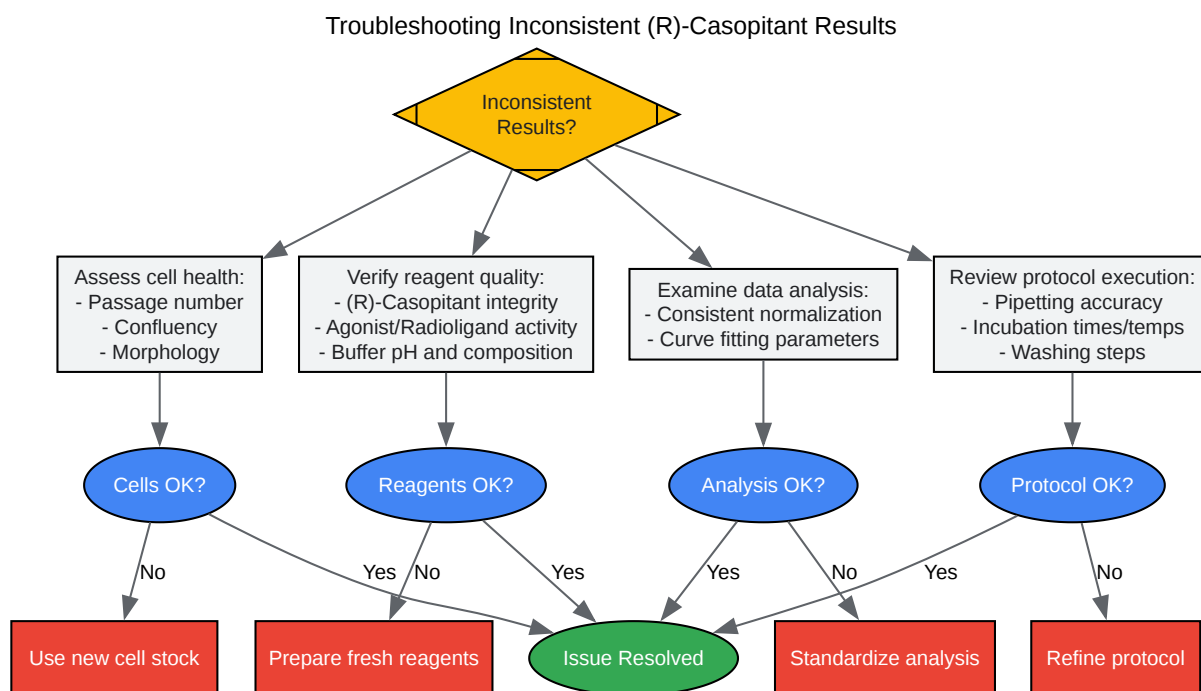 Troubleshooting Inconsistent (R)-Casopitant Results
Inconsistent
Results?
Assess cell health:
- Passage number
- Confluency
- Morphology
Verify reagent quality:
- (R)-Casopitant integrity
- Agonist/Radioligand activity
- Buffer pH and composition
Examine data analysis:
- Consistent normalization
- Curve fitting parameters
Review protocol execution:
- Pipetting accuracy
- Incubation times/temps
- Washing steps
Cells OK?
Reagents OK?
Analysis OK?
Protocol OK?
No
Yes
No
Yes
Yes
No
Yes
No
Use new cell stock
Prepare fresh reagents
Issue Resolved
Standardize analysis
Refine protocol